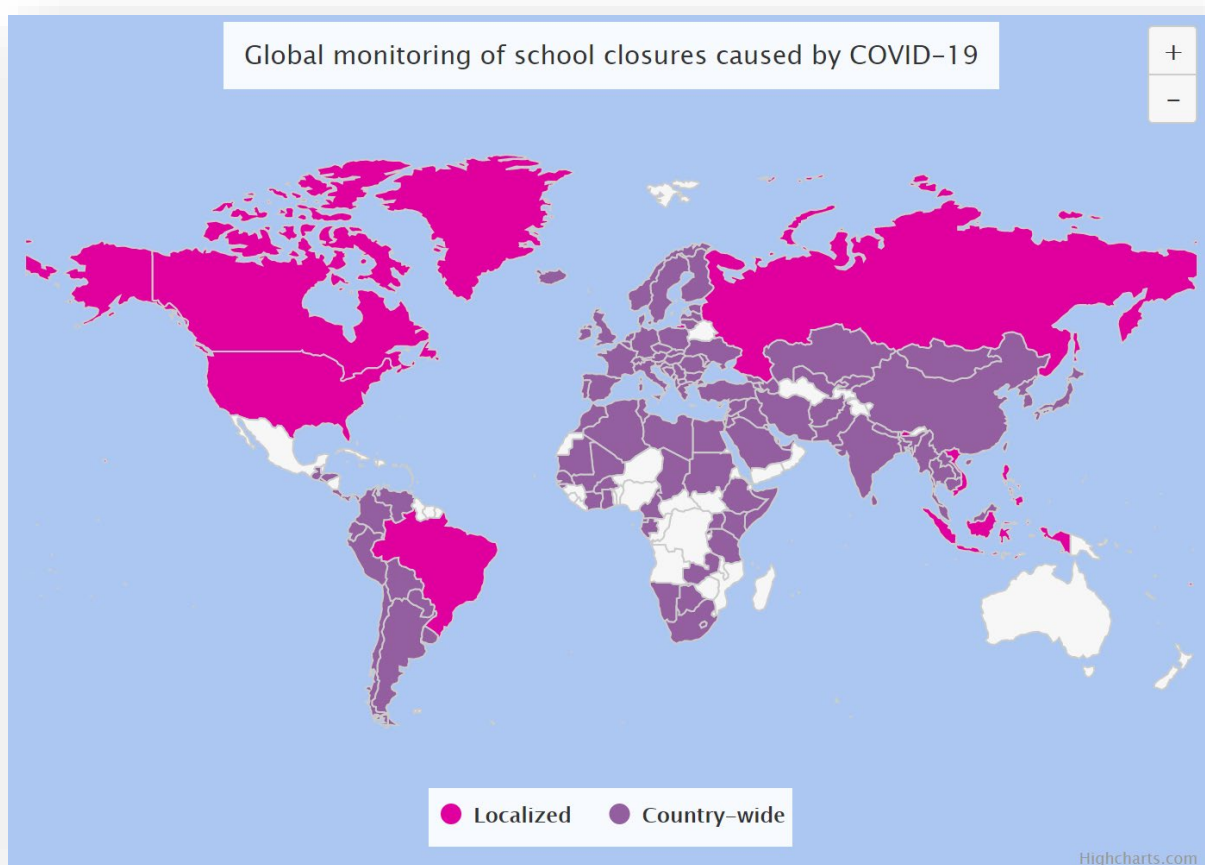 Global monitoring of school closures caused by COVID-19
+
-
Localized
Country-wide
Highcharts.com